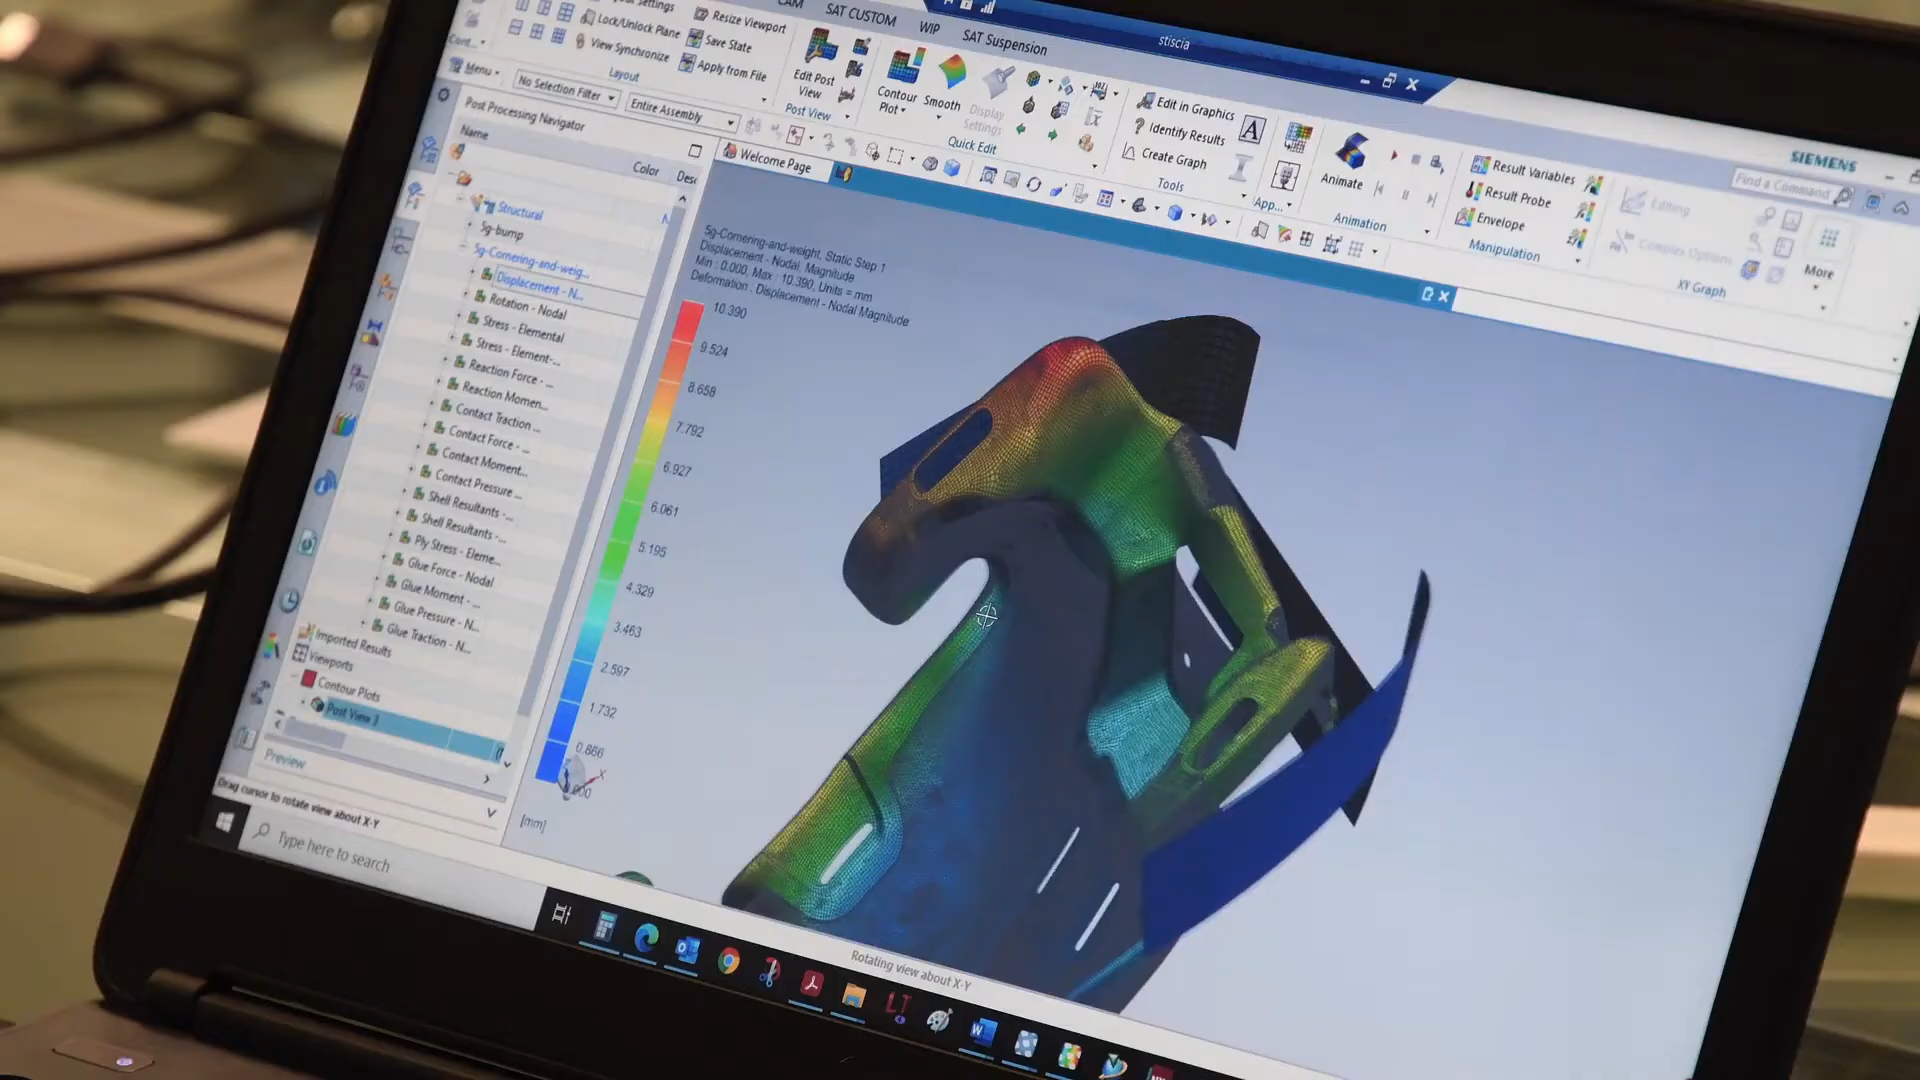 CAM
SAT CUSTOM
WIP
SAT Suspension
stiscia
Settings
Lock/Unlock Plane
View Synchronize
Resize Viewport
Save State
Apply from File
Layout
Edit Post
View
Post View
Contour
Plot
Smooth
Display
Settings
Quick Edit
Edit in Graphics
Identify Results
Create Graph
Tools
App...
Animate
Animation
Result Variables
Result Probe
Envelope
Manipulation
Editing
Complex Options
XY Graph
More
SIEMENS
Find a Command
Cont...
Menu
No Selection Filter
Entire Assembly
Post Processing Navigator
Welcome Page
Name
Color
Des
Structural
5g-bump
5g-Cornering-and-weig...
Displacement - N...
Rotation - Nodal
Stress - Elemental
Stress - Element-...
Reaction Force - ...
Reaction Momen...
Contact Traction ...
Contact Force - ...
Contact Moment...
Contact Pressure ...
Shell Resultants -...
Shell Resultants -...
Ply Stress - Eleme...
Glue Force - Nodal
Glue Moment - ...
Glue Pressure - N...
Glue Traction - N...
Imported Results
Viewports
Contour Plots
Post View 3
Preview
Drag cursor to rotate view about X-Y
Type here to search
5g-Cornering-and-weight, Static Step 1
Displacement - Nodal, Magnitude
Min : 0.000, Max : 10.390, Units = mm
Deformation : Displacement - Nodal Magnitude
10.390
9.524
8.658
7.792
6.927
6.061
5.195
4.329
3.463
2.597
1.732
0.866
X
[mm]
Rotating view about X-Y